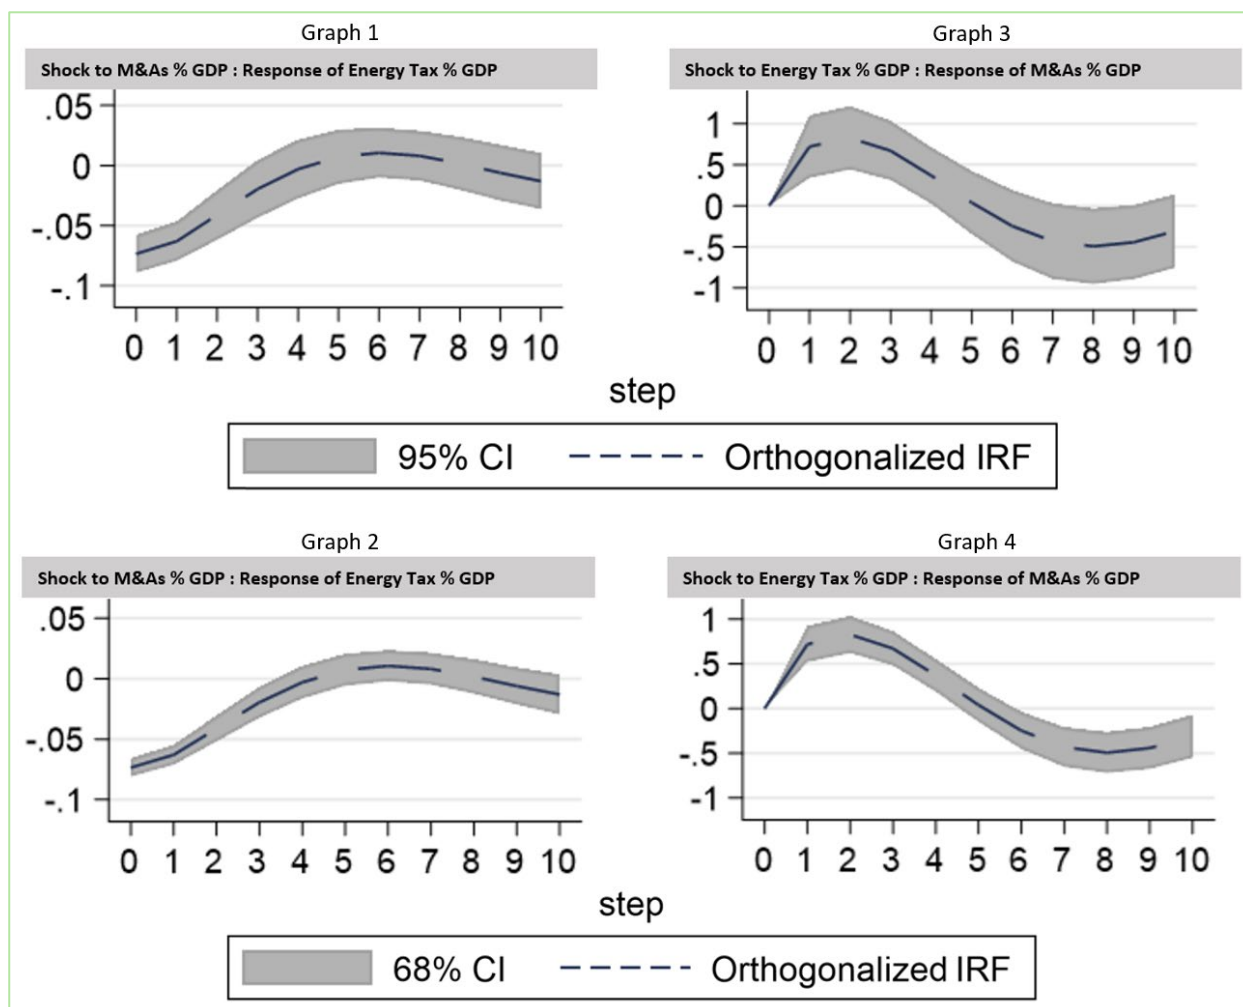 Graph 1
Shock to M&As % GDP : Response of Energy Tax % GDP
.05
0
-.05
-.1
0 1 2 3 4 5 6 7 8 9 10
Graph 3
Shock to Energy Tax % GDP : Response of M&As % GDP
1
.5
0
-.5
-1
0 1 2 3 4 5 6 7 8 9 10
step
95% CI Orthogonalized IRF
Graph 2
Shock to M&As % GDP : Response of Energy Tax % GDP
.05
0
-.05
-.1
0 1 2 3 4 5 6 7 8 9 10
Graph 4
Shock to Energy Tax % GDP : Response of M&As % GDP
1
.5
0
-.5
-1
0 1 2 3 4 5 6 7 8 9 10
step
68% CI Orthogonalized IRF